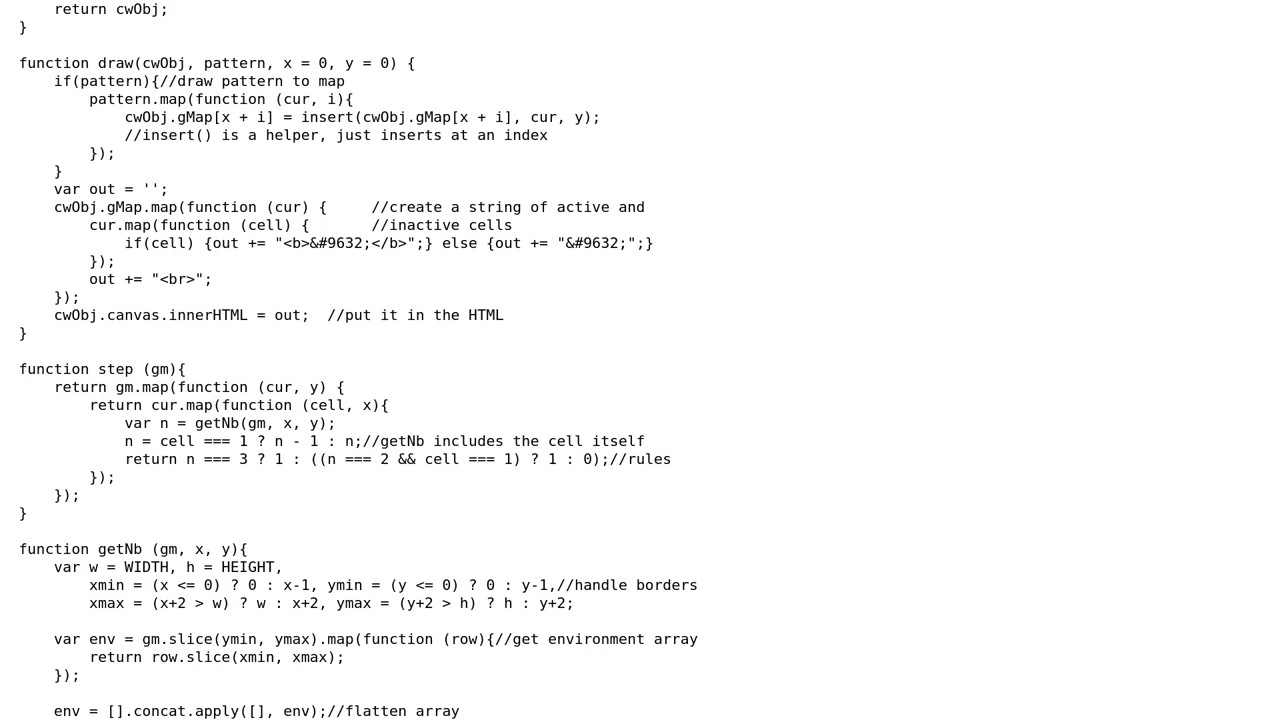 return cwObj;
}

function draw(cwObj, pattern, x = 0, y = 0) {
    if(pattern){//draw pattern to map
        pattern.map(function (cur, i){
            cwObj.gMap[x + i] = insert(cwObj.gMap[x + i], cur, y);
            //insert() is a helper, just inserts at an index
        });
    }
    var out = '';
    cwObj.gMap.map(function (cur) {     //create a string of active and
        cur.map(function (cell) {       //inactive cells
            if(cell) {out += "<b>&#9632;</b>";} else {out += "&#9632;";}
        });
        out += "<br>";
    });
    cwObj.canvas.innerHTML = out;  //put it in the HTML
}

function step (gm){
    return gm.map(function (cur, y) {
        return cur.map(function (cell, x){
            var n = getNb(gm, x, y);
            n = cell === 1 ? n - 1 : n;//getNb includes the cell itself
            return n === 3 ? 1 : ((n === 2 && cell === 1) ? 1 : 0);//rules
        });
    });
}

function getNb (gm, x, y){
    var w = WIDTH, h = HEIGHT,
        xmin = (x <= 0) ? 0 : x-1, ymin = (y <= 0) ? 0 : y-1,//handle borders
        xmax = (x+2 > w) ? w : x+2, ymax = (y+2 > h) ? h : y+2;

    var env = gm.slice(ymin, ymax).map(function (row){//get environment array
        return row.slice(xmin, xmax);
    });

    env = [].concat.apply([], env);//flatten array